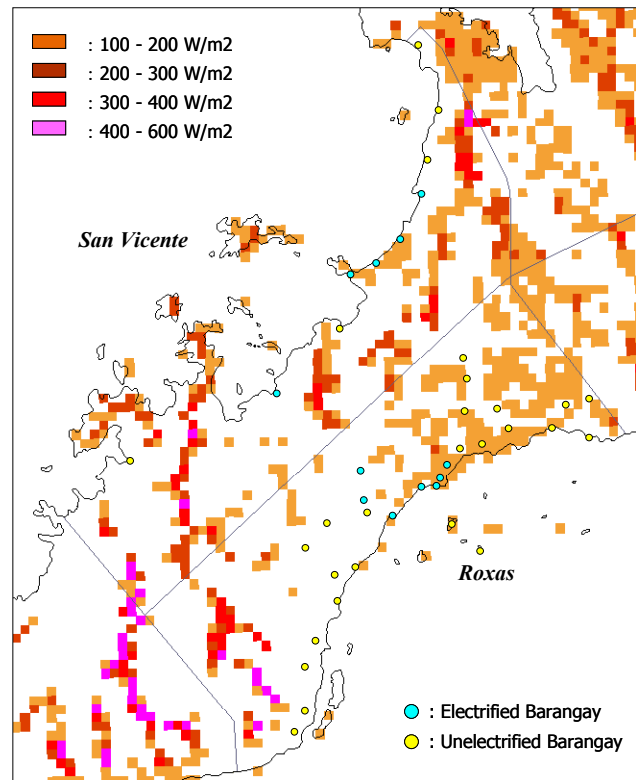 : 100 - 200 W/m2
: 200 - 300 W/m2
: 300 - 400 W/m2
: 400 - 600 W/m2
San Vicente
Roxas
: Electrified Barangay
: Unelectrified Barangay